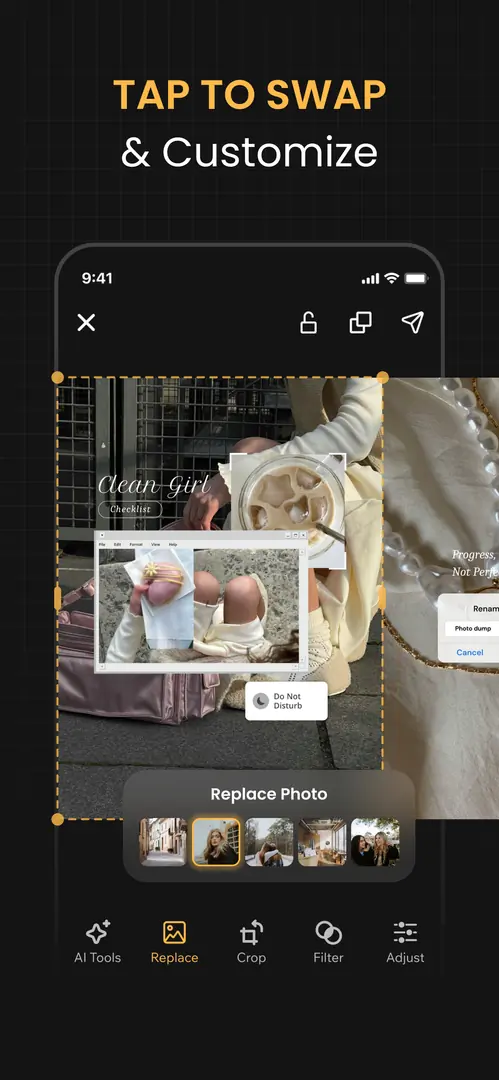 TAP TO SWAP
& Customize
9:41
Clean Girl
Checklist
File Edit Format View Help
Do Not
Disturb
Progress,
Not Perfe
Renam
Photo dump
Cancel
Replace Photo
AI Tools Replace Crop Filter Adjust